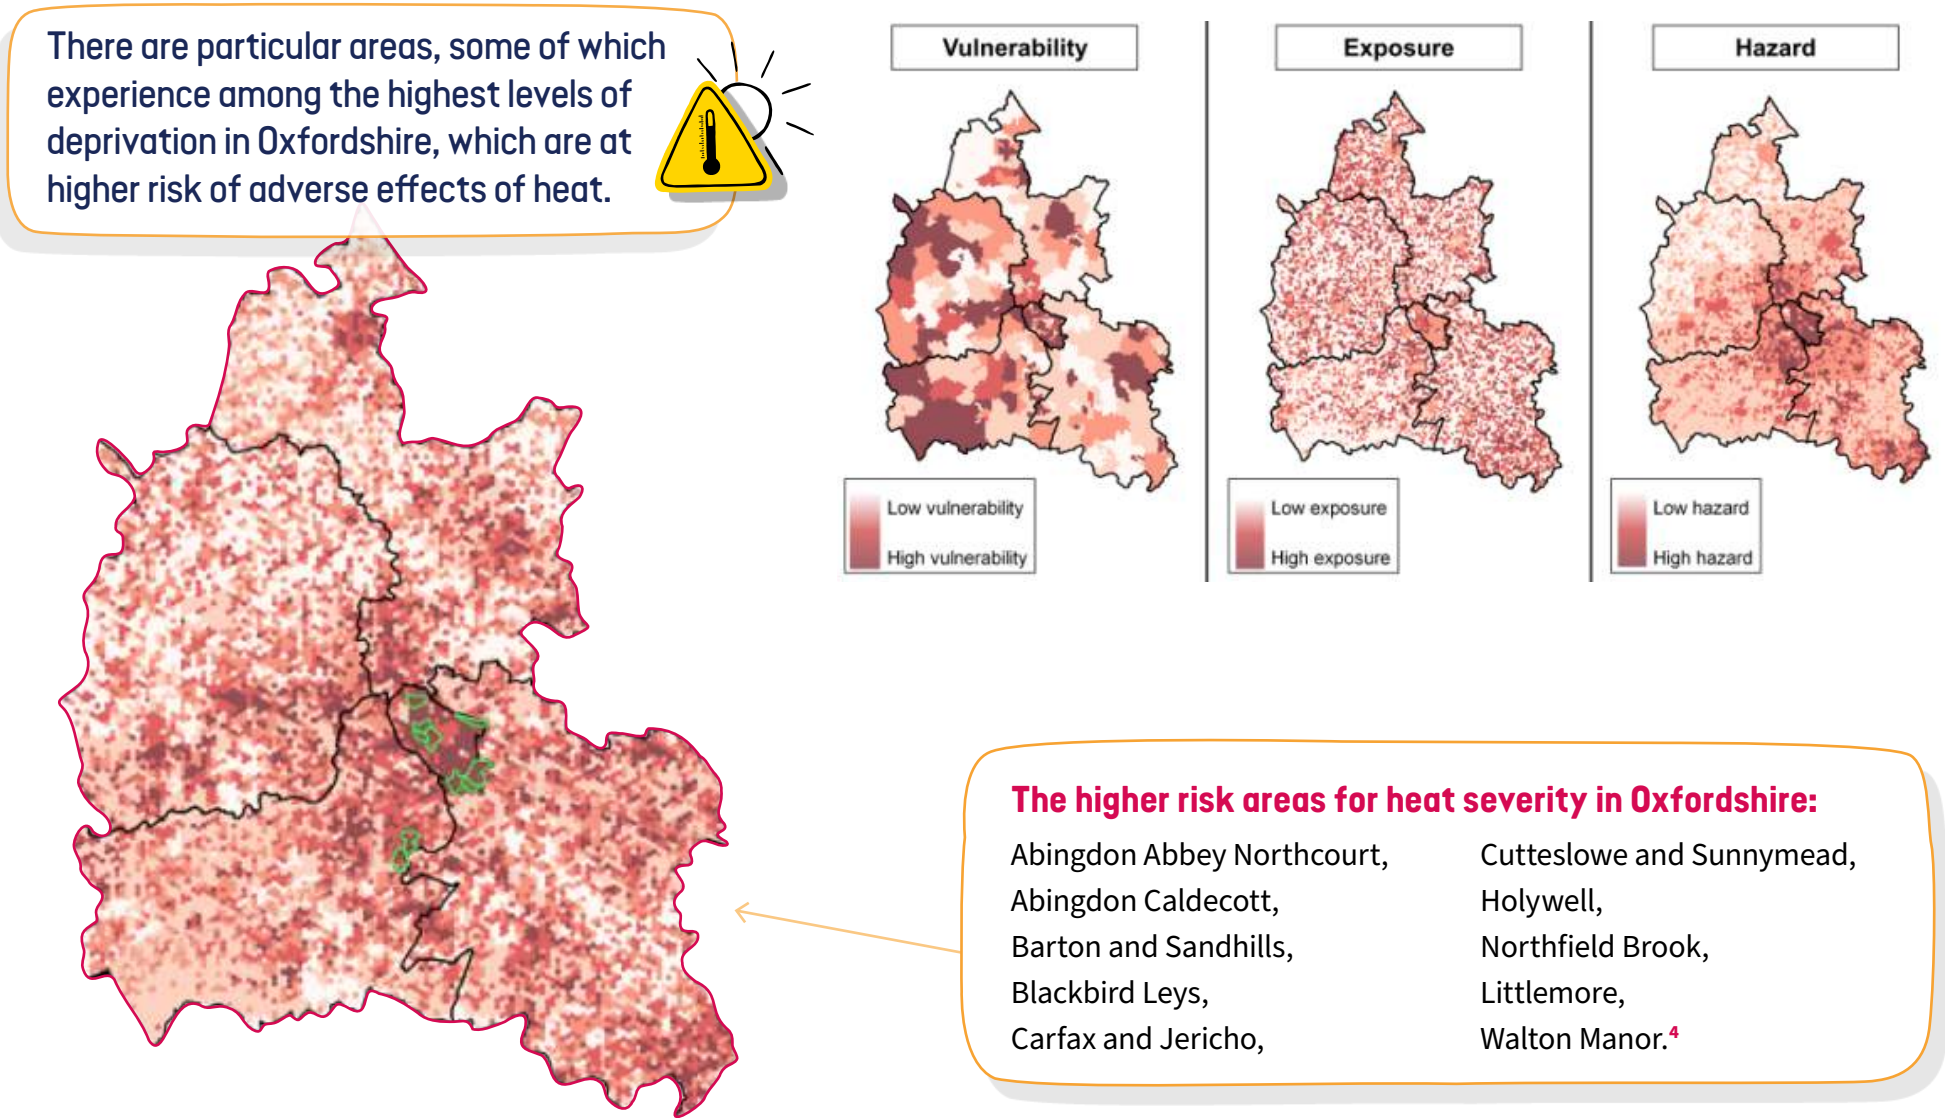 There are particular areas, some of which
experience among the highest levels of
deprivation in Oxfordshire, which are at
higher risk of adverse effects of heat.
Vulnerability
Low vulnerability
High vulnerability
Exposure
Low exposure
High exposure
Hazard
Low hazard
High hazard
The higher risk areas for heat severity in Oxfordshire:
Abingdon Abbey Northcourt,
Abingdon Caldecott,
Barton and Sandhills,
Blackbird Leys,
Carfax and Jericho,
Cutteslowe and Sunnymead,
Holywell,
Northfield Brook,
Littlemore,
Walton Manor.4